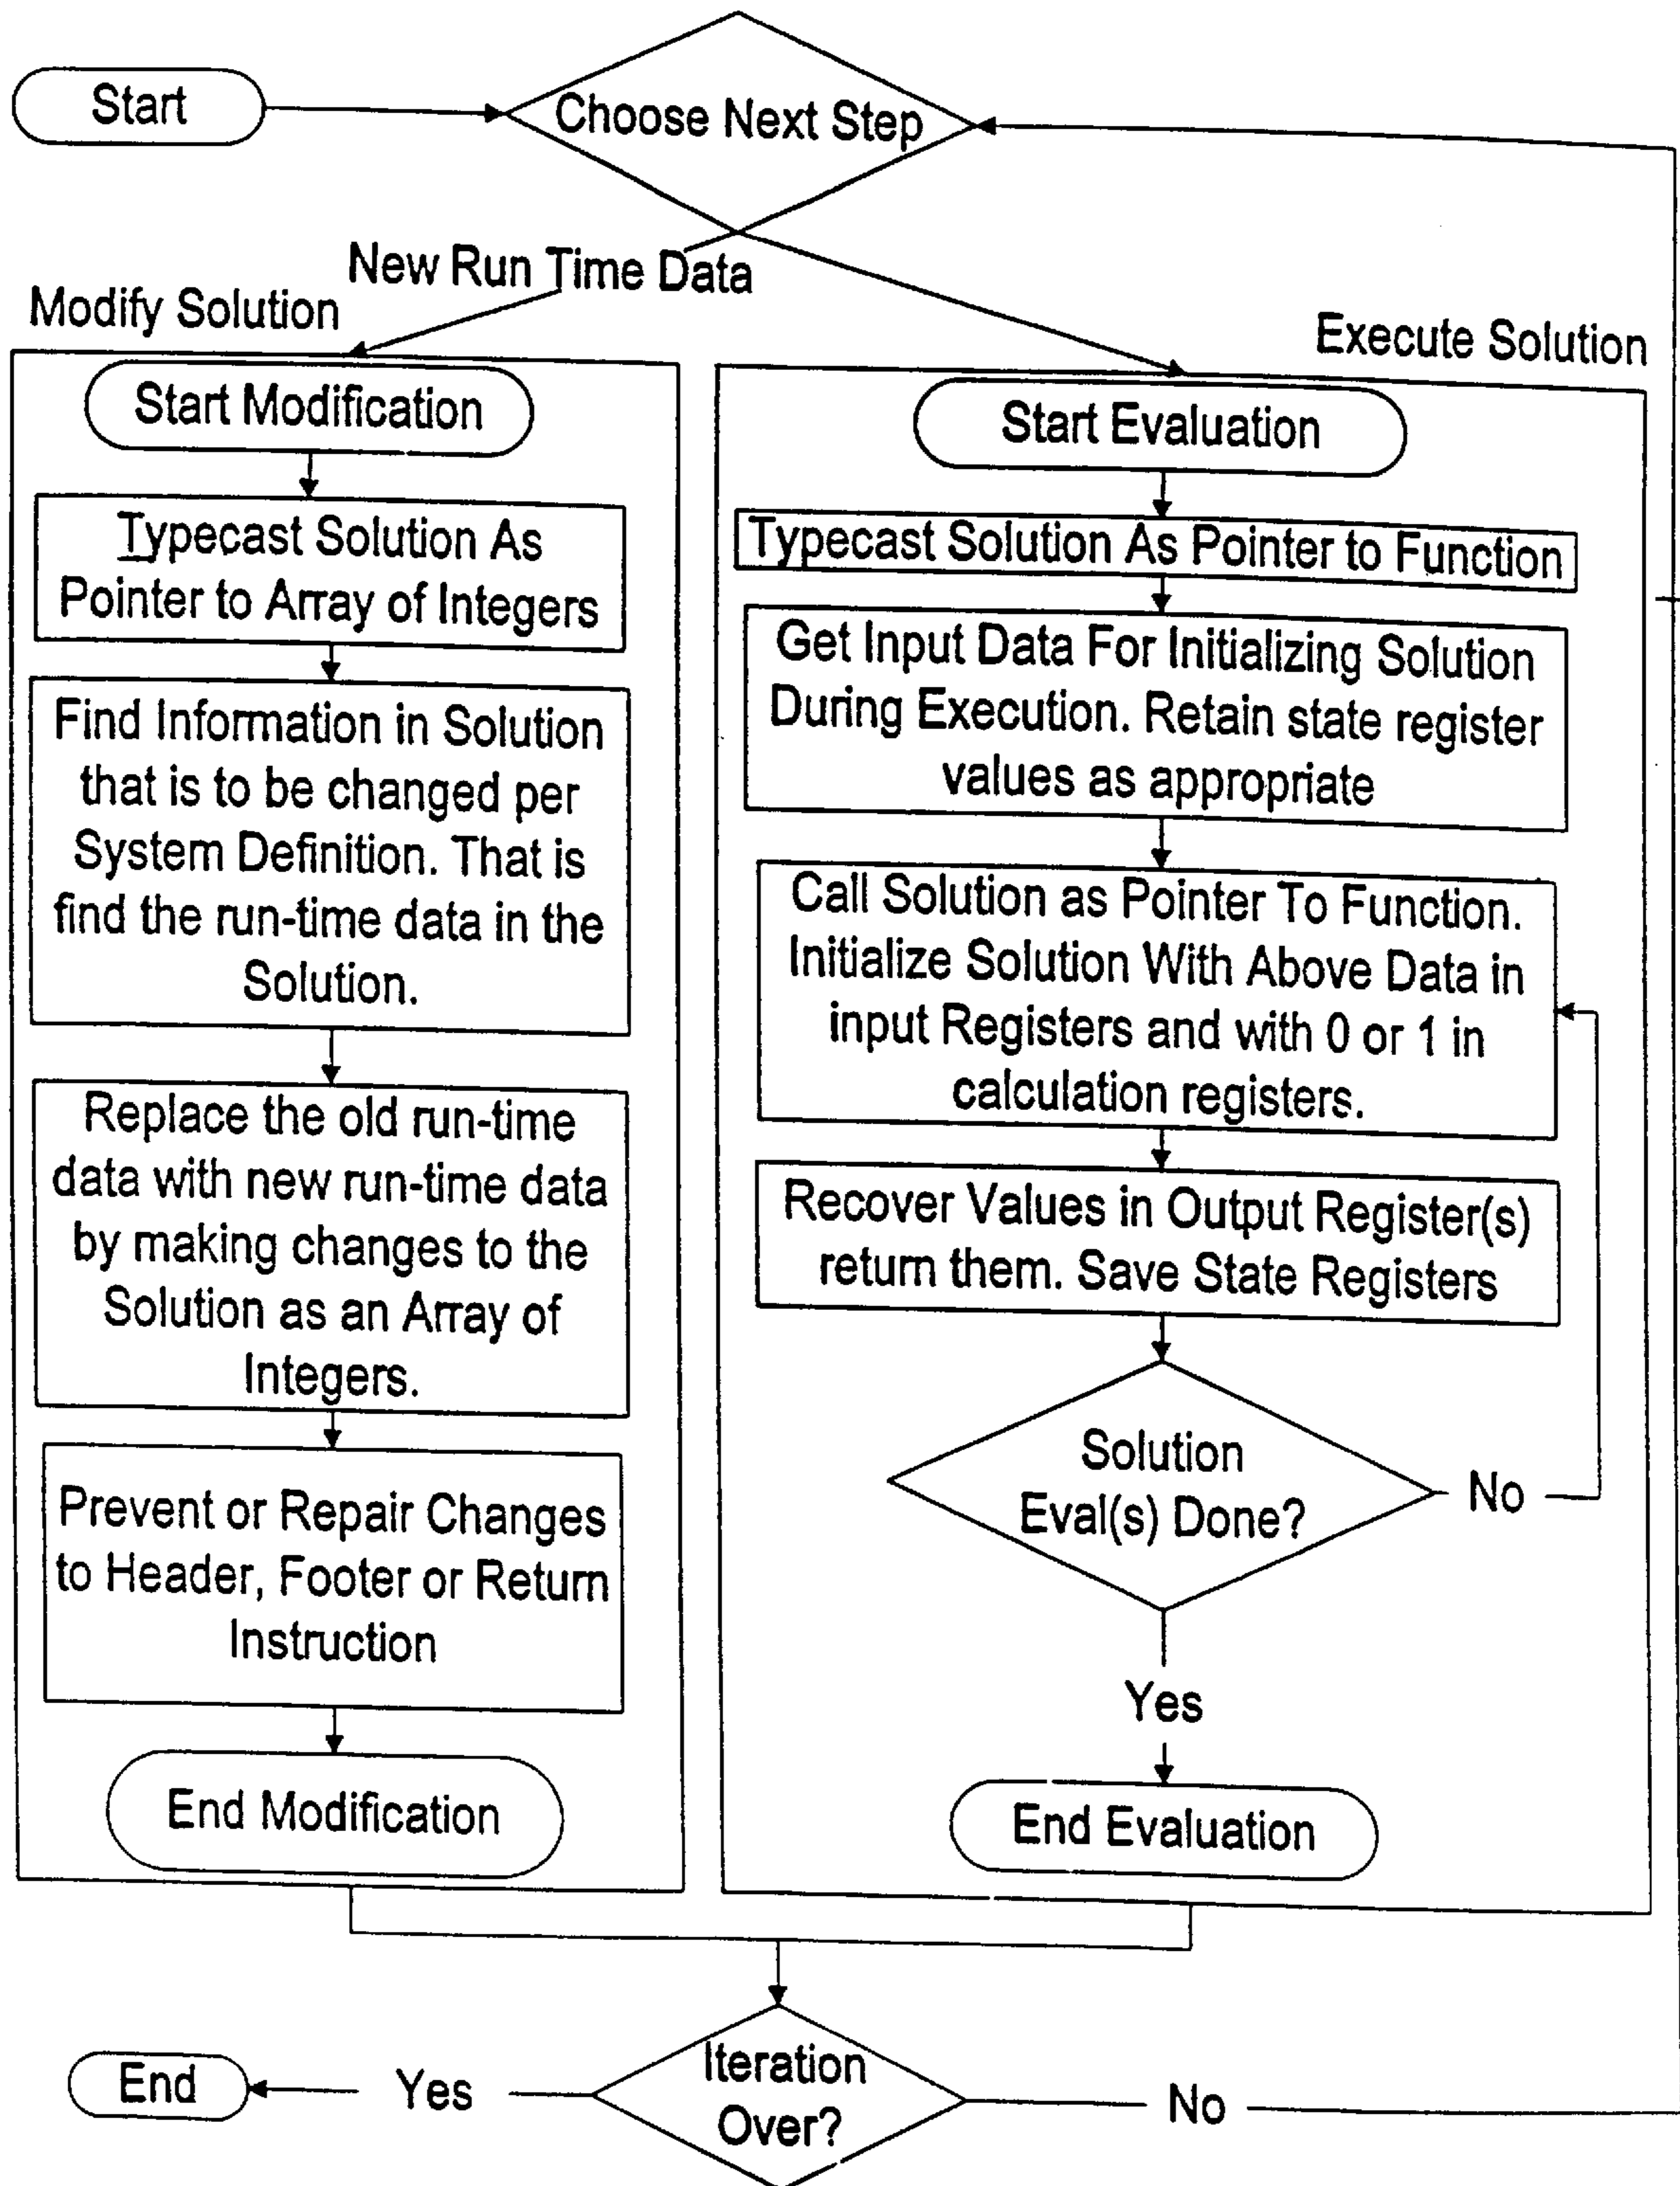 Start
Choose Next Step
New Run Time Data
Modify Solution
Execute Solution
Start Modification
Typecast Solution As
Pointer to Array of Integers
Find Information in Solution
that is to be changed per
System Definition. That is
find the run-time data in the
Solution.
Replace the old run-time
data with new run-time data
by making changes to the
Solution as an Array of
Integers.
Prevent or Repair Changes
to Header, Footer or Return
Instruction
End Modification
Start Evaluation
Typecast Solution As Pointer to Function
Get Input Data For Initializing Solution
During Execution. Retain state register
values as appropriate
Call Solution as Pointer To Function.
Initialize Solution With Above Data in
input Registers and with 0 or 1 in
calculation registers.
Recover Values in Output Register(s)
return them. Save State Registers
Solution
Eval(s) Done?
No
Yes
End Evaluation
Iteration
Over?
Yes
End
No